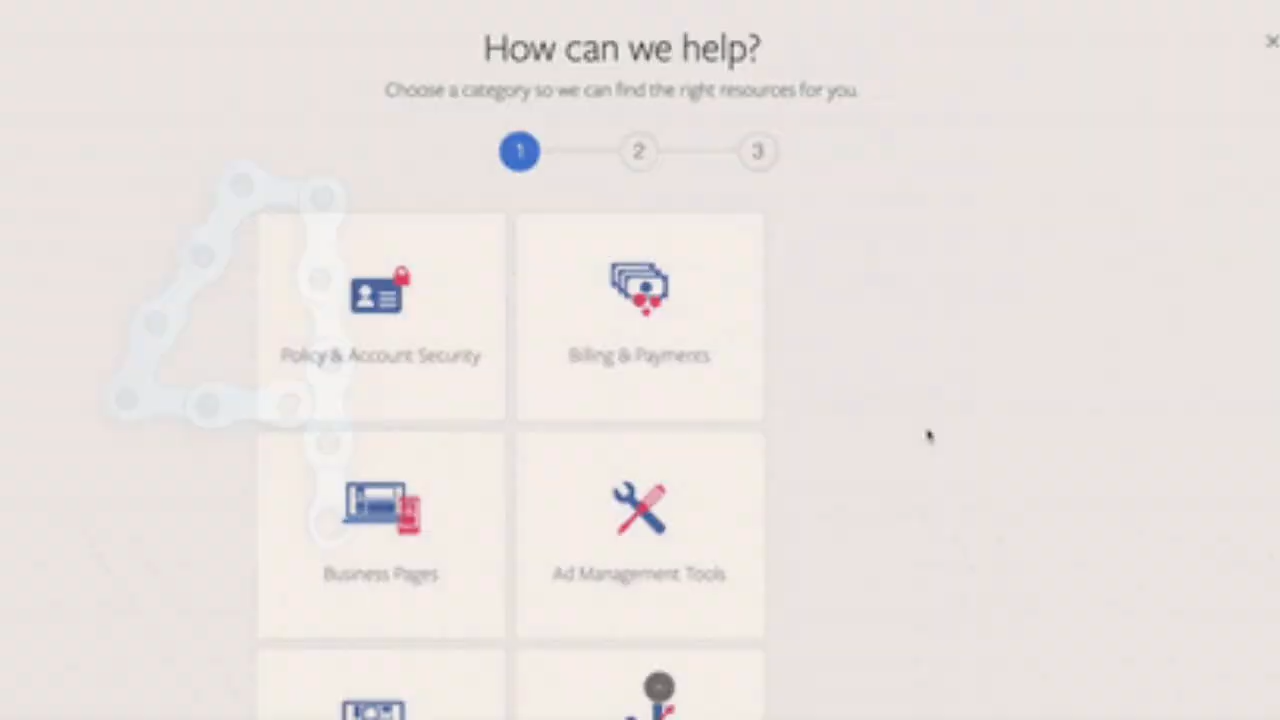 How can we help?
Choose a category so we can find the right resources for you.
1 2 3
Policy & Account Security
Billing & Payments
Business Pages
Ad Management Tools